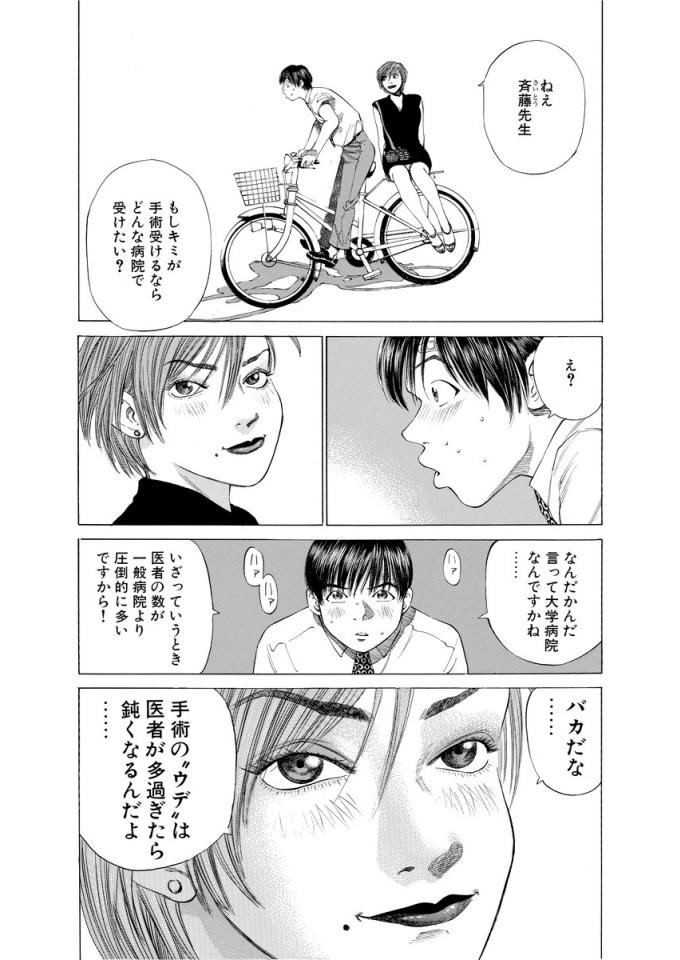 ねえ
斉藤先生
さいとう
もしキミが
手術受けるなら
どんな病院で
受けたい？
え？
なんだかんだ
言って大学病院
なんですかね
……
ハァ
ハァ
いざっていうとき
医者の数が
一般病院より
圧倒的に多い
ですから！
バカだな
……
手術の〝ウデ〟は
医者が多過ぎたら
鈍くなるんだよ
……